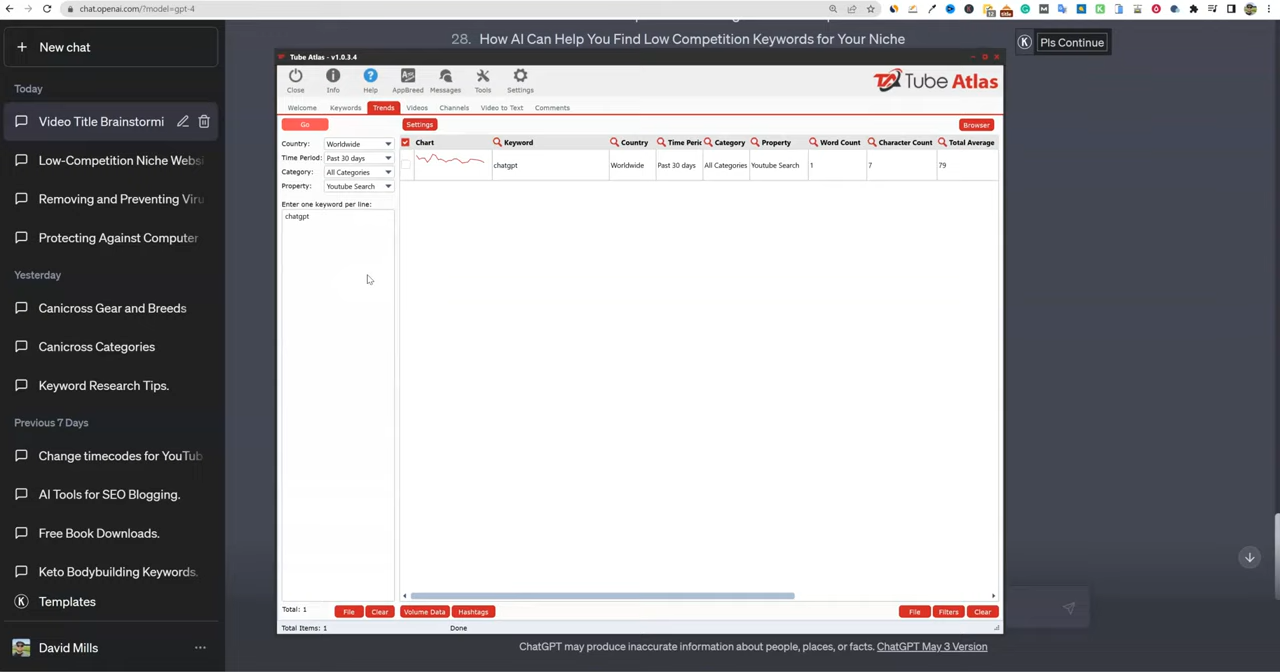 chat.openai.com/?model=gpt-4
New chat
Today
Video Title Brainstormi
Low-Competition Niche Websi
Removing and Preventing Viru
Protecting Against Computer
Yesterday
Canicross Gear and Breeds
Canicross Categories
Keyword Research Tips.
Previous 7 Days
Change timecodes for YouTub
AI Tools for SEO Blogging.
Free Book Downloads.
Keto Bodybuilding Keywords.
Templates
David Mills
28. How AI Can Help You Find Low Competition Keywords for Your Niche
Pls Continue
Tube Atlas - v1.0.3.4
Close Info Help AppBreed Messages Tools Settings
Tube Atlas
Welcome Keywords Trends Videos Channels Video to Text Comments
Go Settings Browser
Country: Worldwide
Time Period: Past 30 days
Category: All Categories
Property: Youtube Search
Enter one keyword per line:
chatgpt
Chart Keyword Country Time Peric Category Property Word Count Character Count Total Average
chatgpt Worldwide Past 30 days All Categories Youtube Search 1 7 79
Total: 1 File Clear Volume Data Hashtags File Filters Clear
Total Items: 1 Done
ChatGPT may produce inaccurate information about people, places, or facts. ChatGPT May 3 Version